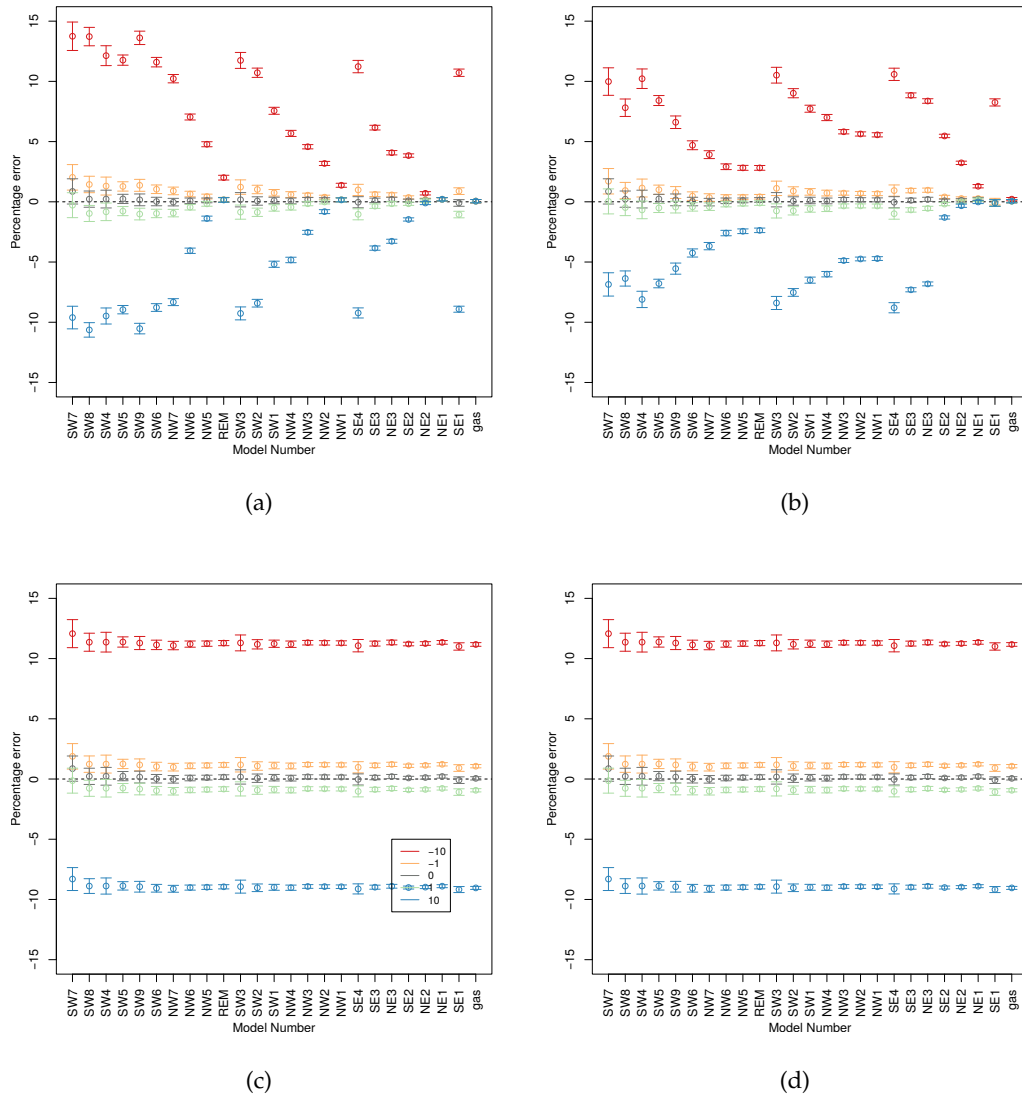 15
10
5
0
−5
−10
−15
Percentage error
SW7 SW8 SW4 SW5 SW9 SW6 NW7 NW6 NW5 REM SW3 SW2 SW1 NW4 NW3 NW2 NW1 SE4 SE3 NE3 SE2 NE2 NE1 SE1 gas
Model Number
(a)
15
10
5
0
−5
−10
−15
Percentage error
SW7 SW8 SW4 SW5 SW9 SW6 NW7 NW6 NW5 REM SW3 SW2 SW1 NW4 NW3 NW2 NW1 SE4 SE3 NE3 SE2 NE2 NE1 SE1 gas
Model Number
(b)
15
10
5
0
−5
−10
−15
Percentage error
−10
−1
0
1
10
SW7 SW8 SW4 SW5 SW9 SW6 NW7 NW6 NW5 REM SW3 SW2 SW1 NW4 NW3 NW2 NW1 SE4 SE3 NE3 SE2 NE2 NE1 SE1 gas
Model Number
(c)
15
10
5
0
−5
−10
−15
Percentage error
SW7 SW8 SW4 SW5 SW9 SW6 NW7 NW6 NW5 REM SW3 SW2 SW1 NW4 NW3 NW2 NW1 SE4 SE3 NE3 SE2 NE2 NE1 SE1 gas
Model Number
(d)